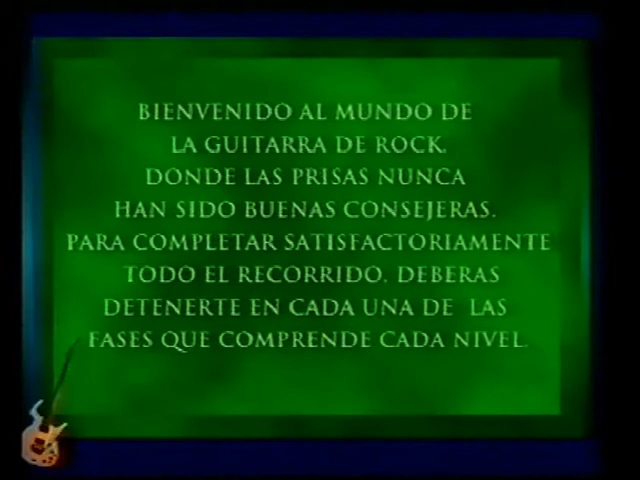 BIENVENIDO AL MUNDO DE
LA GUITARRA DE ROCK,
DONDE LAS PRISAS NUNCA
HAN SIDO BUENAS CONSEJERAS.
PARA COMPLETAR SATISFACTORIAMENTE
TODO EL RECORRIDO, DEBERAS
DETENERTE EN CADA UNA DE LAS
FASES QUE COMPRENDE CADA NIVEL.